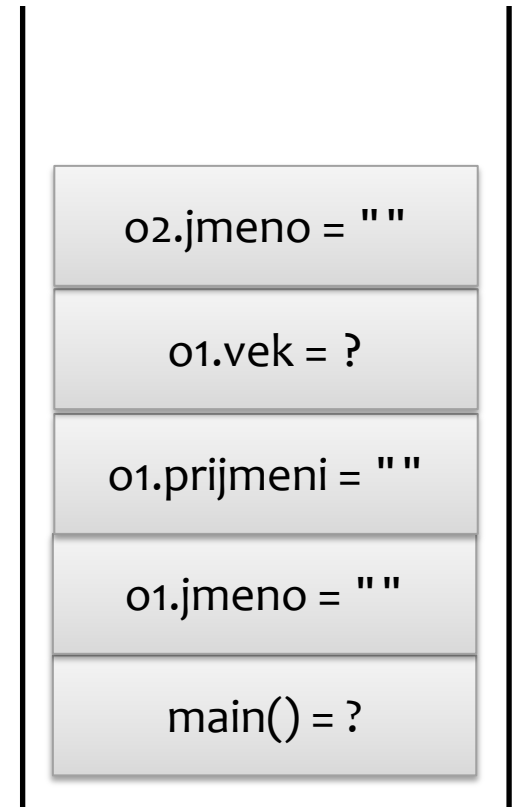 o2.jmeno = " "
o1.vek = ?
o1.prijmeni = " "
o1.jmeno = " "
main() = ?